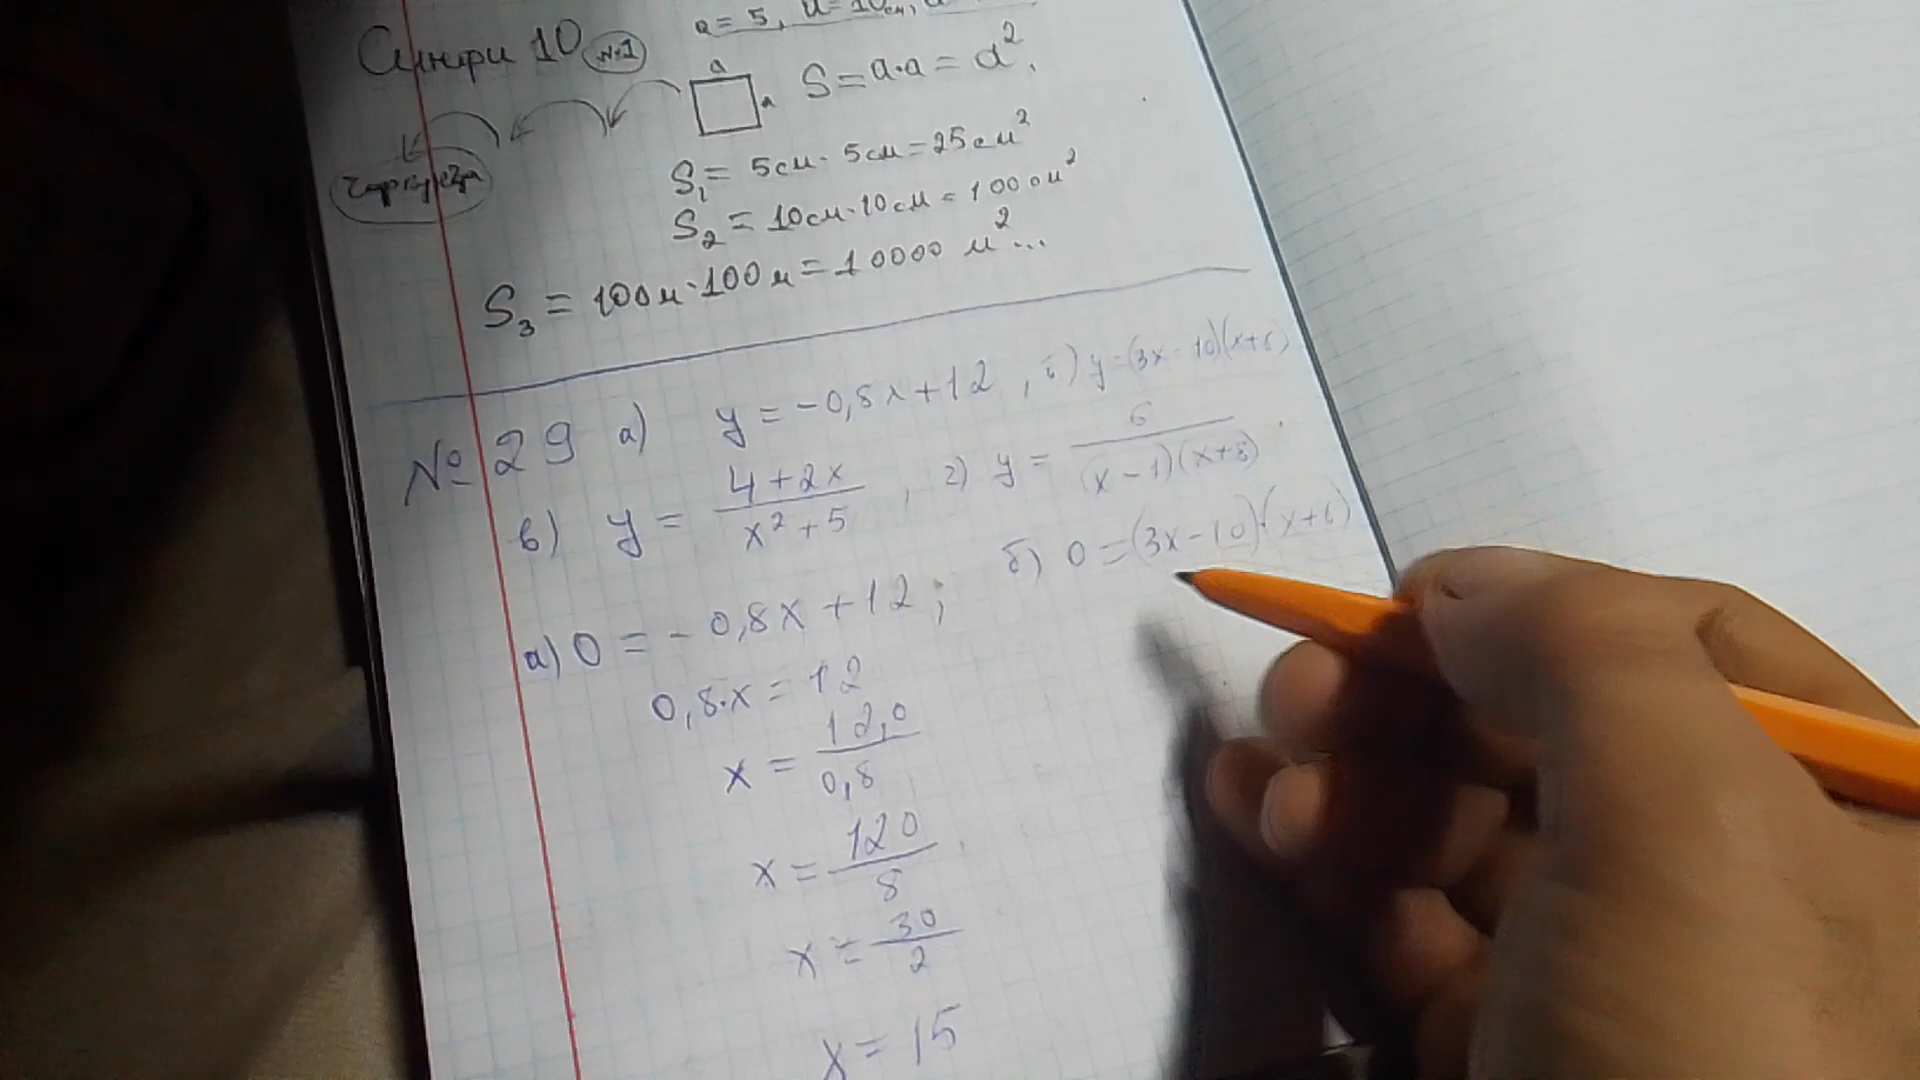 10 №1
a = 5,
a
a
S = a·a = a².
S₁ = 5см · 5см = 25см²
S₂ = 10см·10см = 100см²
S₃ = 100м·100м = 10000 м² ...
№ 29 а) y = -0,8x+12 , б) y=(3x-10)(x+6)
в) y = (4+2x)/(x²+5) , г) y = 6/((x-1)(x+8)) .
а) 0 = -0,8x+12 ; б) 0 = (3x-10)·(x+6)
0,8·x = 12
x = 12,0/0,8
x = 120/8
x = 30/2
x = 15